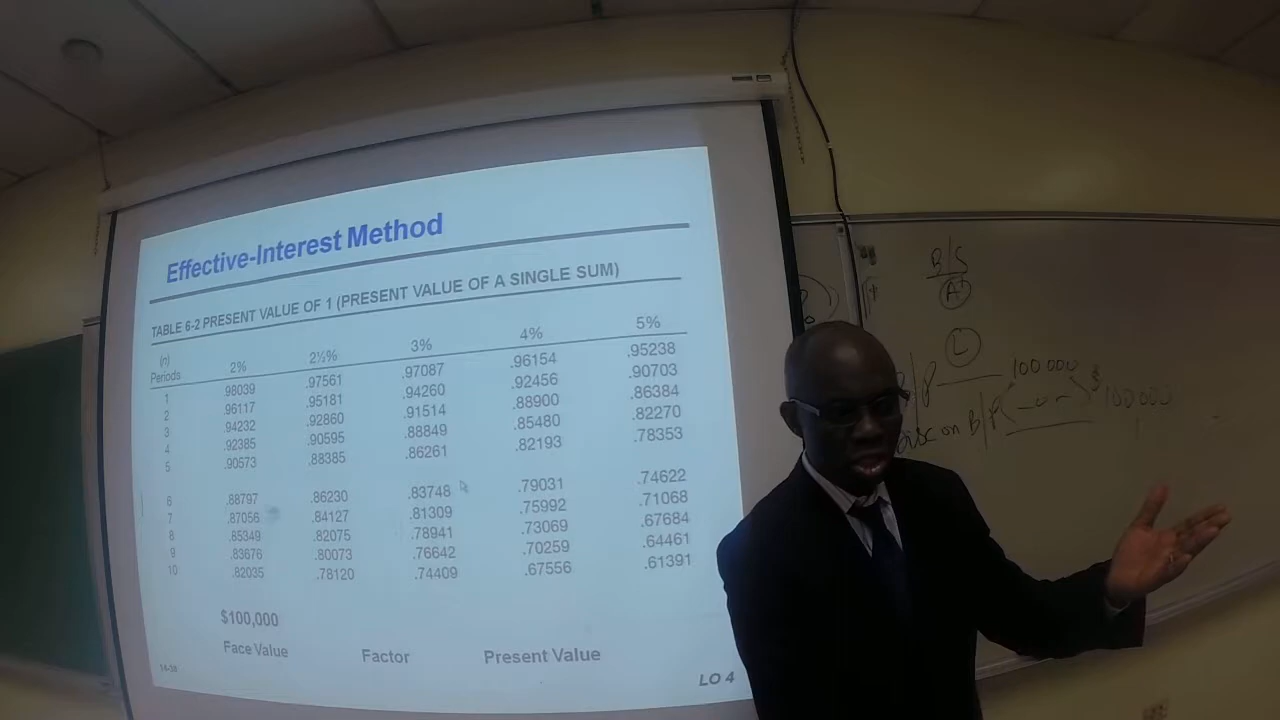 Effective-Interest Method
TABLE 6-2 PRESENT VALUE OF 1 (PRESENT VALUE OF A SINGLE SUM)
(n)
Periods 2% 2½% 3% 4% 5%
1 .98039 .97561 .97087 .96154 .95238
2 .96117 .95181 .94260 .92456 .90703
3 .94232 .92860 .91514 .88900 .86384
4 .92385 .90595 .88849 .85480 .82270
5 .90573 .88385 .86261 .82193 .78353
6 .88797 .86230 .83748 .79031 .74622
7 .87056 .84127 .81309 .75992 .71068
8 .85349 .82075 .78941 .73069 .67684
9 .83676 .80073 .76642 .70259 .64461
10 .82035 .78120 .74409 .67556 .61391
$100,000
Face Value Factor Present Value
14-38 LO 4
B/S
A
L
B/P 100 000
on B/P (-0-) $ 100 000